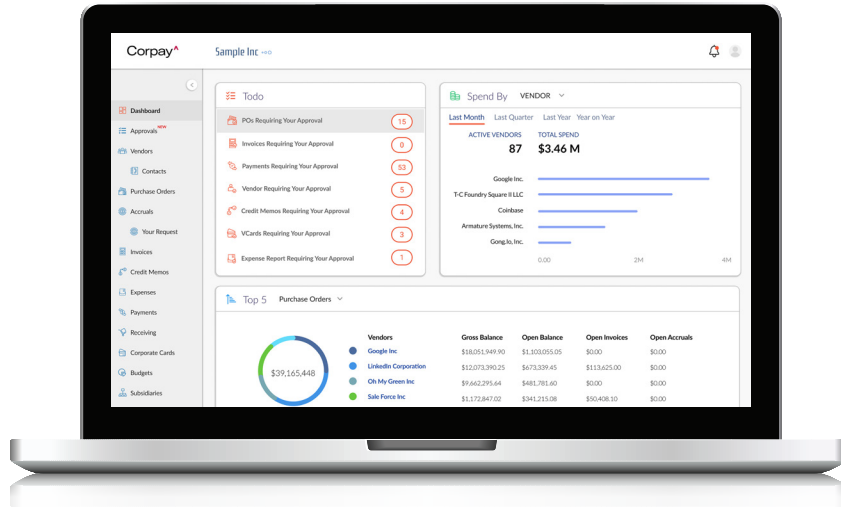 Corpay^
Sample Inc
Dashboard
Approvals NEW
Vendors
Contacts
Purchase Orders
Accruals
Your Request
Invoices
Credit Memos
Expenses
Payments
Receiving
Corporate Cards
Budgets
Subsidiaries
Todo
POs Requiring Your Approval 15
Invoices Requiring Your Approval 0
Payments Requiring Your Approval 53
Vendor Requiring Your Approval 5
Credit Memos Requiring Your Approval 4
VCards Requiring Your Approval 3
Expense Report Requiring Your Approval 1
Spend By VENDOR
Last Month Last Quarter Last Year Year on Year
ACTIVE VENDORS TOTAL SPEND
87 $3.46 M
Google Inc.
T-C Foundry Square II LLC
Coinbase
Armature Systems, Inc.
Gong.Io, Inc.
0.00 2M 4M
Top 5 Purchase Orders
$39,165,448
Vendors Gross Balance Open Balance Open Invoices Open Accruals
Google Inc $18,051,949.90 $1,103,055.05 $0.00 $0.00
LinkedIn Corporation $12,073,390.25 $673,339.45 $113,625.00 $0.00
Oh My Green Inc $9,662,295.64 $481,781.60 $0.00 $0.00
Sale Force Inc $1,172,847.02 $341,215.08 $50,408.10 $0.00